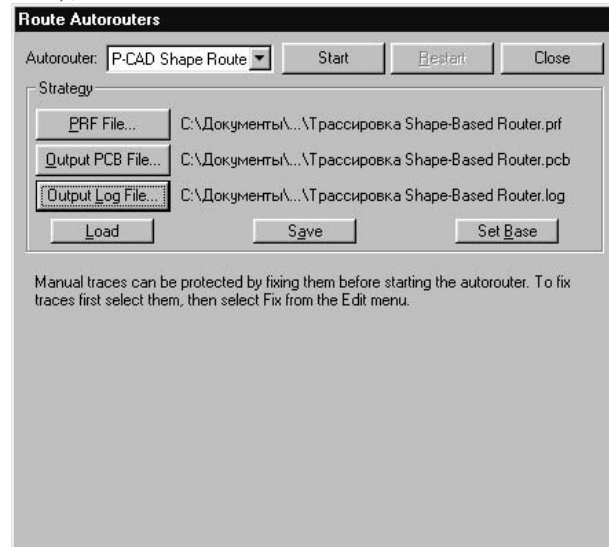 Route Autorouters
Autorouter: P-CAD Shape Route Start Restart Close
Strategy
PRF File... C:\Документы\...\Трассировка Shape-Based Router.prf
Output PCB File... C:\Документы\...\Трассировка Shape-Based Router.pcb
Output Log File... C:\Документы\...\Трассировка Shape-Based Router.log
Load Save Set Base
Manual traces can be protected by fixing them before starting the autorouter. To fix
traces first select them, then select Fix from the Edit menu.